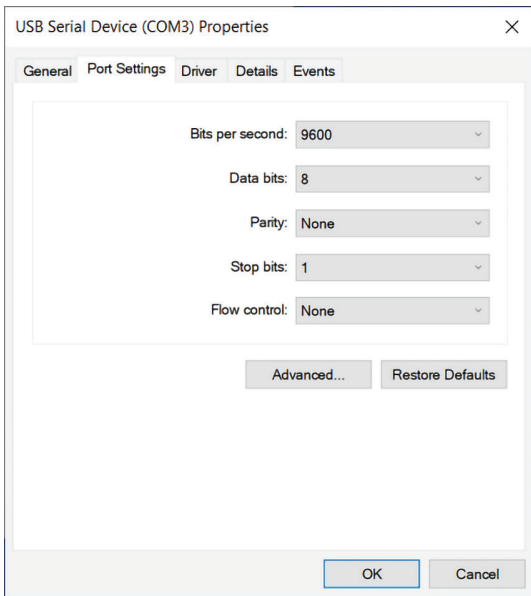 USB Serial Device (COM3) Properties
General Port Settings Driver Details Events
Bits per second: 9600
Data bits: 8
Parity: None
Stop bits: 1
Flow control: None
Advanced... Restore Defaults
OK Cancel